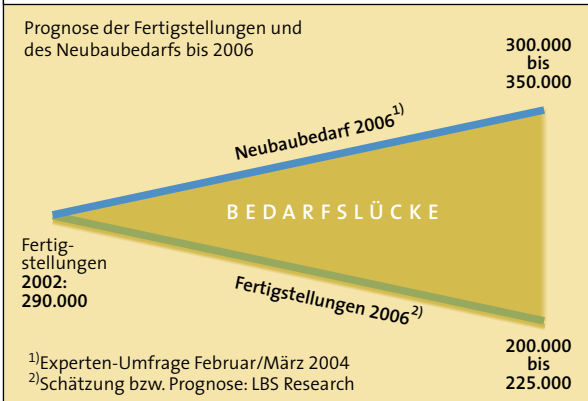 Prognose der Fertigstellungen und
des Neubaubedarfs bis 2006
300.000
bis
350.000
Neubaubedarf 2006¹⁾
BEDARFSLÜCKE
Fertig-
stellungen
2002:
290.000
Fertigstellungen 2006²⁾
200.000
bis
225.000
¹⁾Experten-Umfrage Februar/März 2004
²⁾Schätzung bzw. Prognose: LBS Research